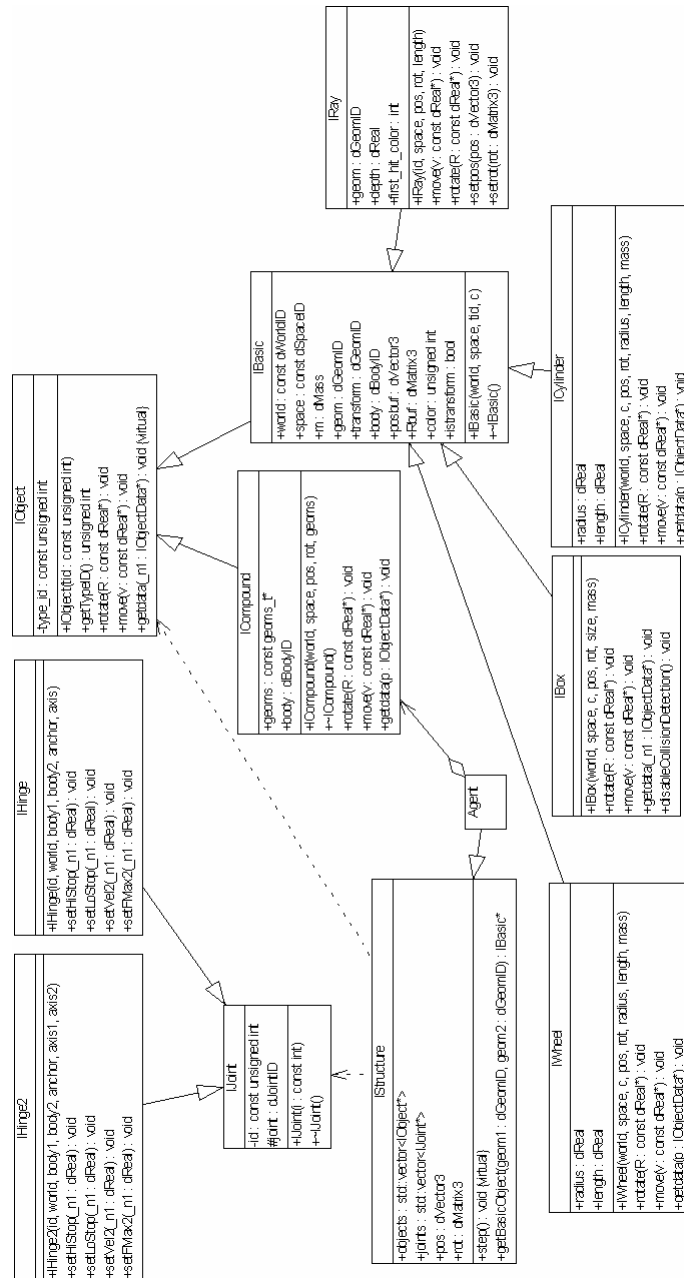 IHinge2
+IHinge2(id, world, body1, body2, anchor, axis1, axis2)
+setHiStop(_n1 : dReal) : void
+setLoStop(_n1 : dReal) : void
+setVel2(_n1 : dReal) : void
+setFMax2(_n1 : dReal) : void
IHinge
+IHinge(id, world, body1, body2, anchor, axis)
+setHiStop(_n1 : dReal) : void
+setLoStop(_n1 : dReal) : void
+setVel2(_n1 : dReal) : void
+setFMax2(_n1 : dReal) : void
IObject
-type_id : const unsigned int
+IObject(tid : const unsigned int)
+getTypeID() : unsigned int
+rotate(R : const dReal*) : void
+move(v : const dReal*) : void
+getdata(_n1 : IObjectData*) : void {virtual}
IJoint
-id : const unsigned int
#joint : dJointID
+IJoint(i : const int)
+~IJoint()
ICompound
+geoms : const geoms_t*
+body : dBodyID
+ICompound(world, space, pos, rot, geoms)
+~ICompound()
+rotate(R : const dReal*) : void
+move(v : const dReal*) : void
+getdata(p : IObjectData*) : void
IBasic
+world : const dWorldID
+space : const dSpaceID
+m : dMass
+geom : dGeomID
+transform : dGeomID
+body : dBodyID
+posbuf : dVector3
+Rbuf : dMatrix3
+color : unsigned int
+istransform : bool
+IBasic(world, space, tid, c)
+~IBasic()
IRay
+geom : dGeomID
+depth : dReal
+first_hit_color : int
+IRay(id, space, pos, rot, length)
+move(v : const dReal*) : void
+rotate(R : const dReal*) : void
+setpos(pos : dVector3) : void
+setrot(rot : dMatrix3) : void
IStructure
+objects : std::vector<IObject*>
+joints : std::vector<IJoint*>
+pos : dVector3
+rot : dMatrix3
+step() : void {virtual}
+getBasicObject(geom1 : dGeomID, geom2 : dGeomID) : IBasic*
Agent
IWheel
+radius : dReal
+length : dReal
+IWheel(world, space, c, pos, rot, radius, length, mass)
+rotate(R : const dReal*) : void
+move(v : const dReal*) : void
+getdata(p : IObjectData*) : void
IBox
+IBox(world, space, c, pos, rot, size, mass)
+rotate(R : const dReal*) : void
+move(v : const dReal*) : void
+getdata(_n1 : IObjectData*) : void
+disableCollisionDetection() : void
ICylinder
+radius : dReal
+length : dReal
+ICylinder(world, space, c, pos, rot, radius, length, mass)
+rotate(R : const dReal*) : void
+move(v : const dReal*) : void
+getdata(p : IObjectData*) : void